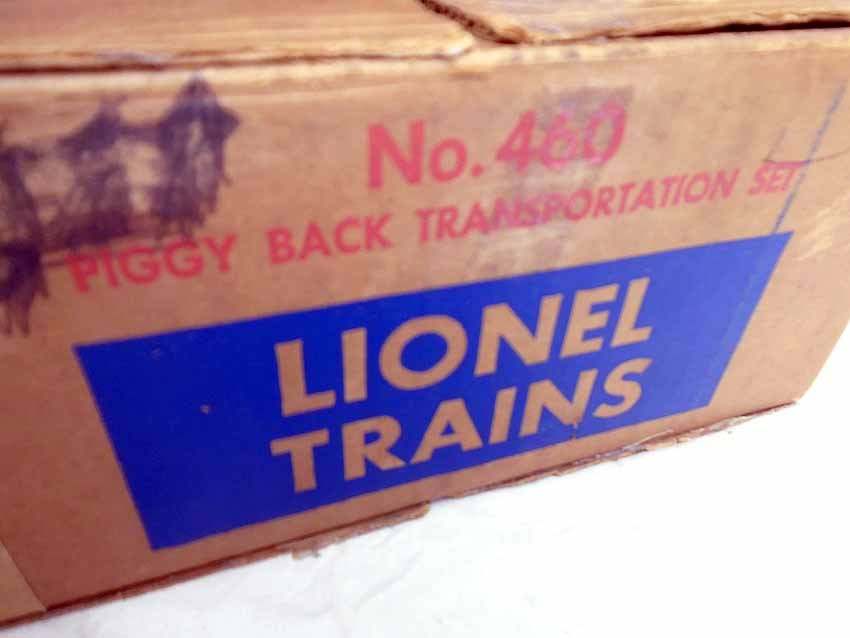 No. 460
PIGGY BACK TRANSPORTATION SET
LIONEL
TRAINS